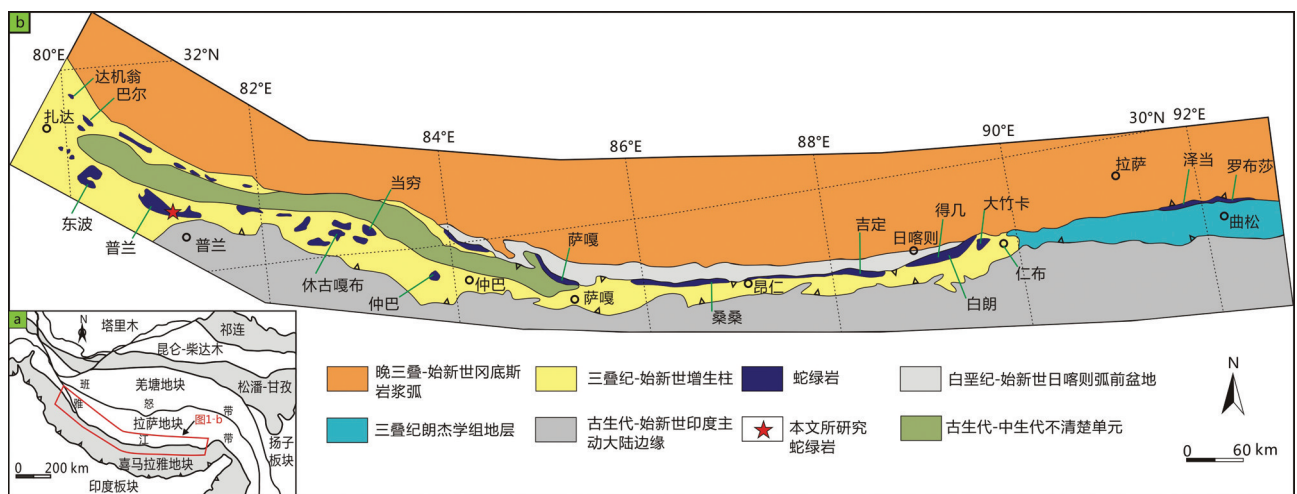 b
80°E
32°N
82°E
84°E
86°E
88°E
90°E
30°N
92°E
达机翁
巴尔
扎达
东波
普兰
普兰
当穷
休古嘎布
仲巴
仲巴
萨嘎
萨嘎
桑桑
昂仁
吉定
日喀则
得几
大竹卡
白朗
仁布
拉萨
泽当
罗布莎
曲松
a
N
塔里木
祁连
昆仑-柴达木
松潘-甘孜
羌塘地块
班
怒
带
雅
江
带
拉萨地块
图1-b
喜马拉雅地块
扬子
板块
印度板块
0 200 km
晚三叠-始新世冈底斯
岩浆弧
三叠纪-始新世增生柱
蛇绿岩
白垩纪-始新世日喀则弧前盆地
三叠纪朗杰学组地层
古生代-始新世印度主
动大陆边缘
本文所研究
蛇绿岩
古生代-中生代不清楚单元
N
0 60 km